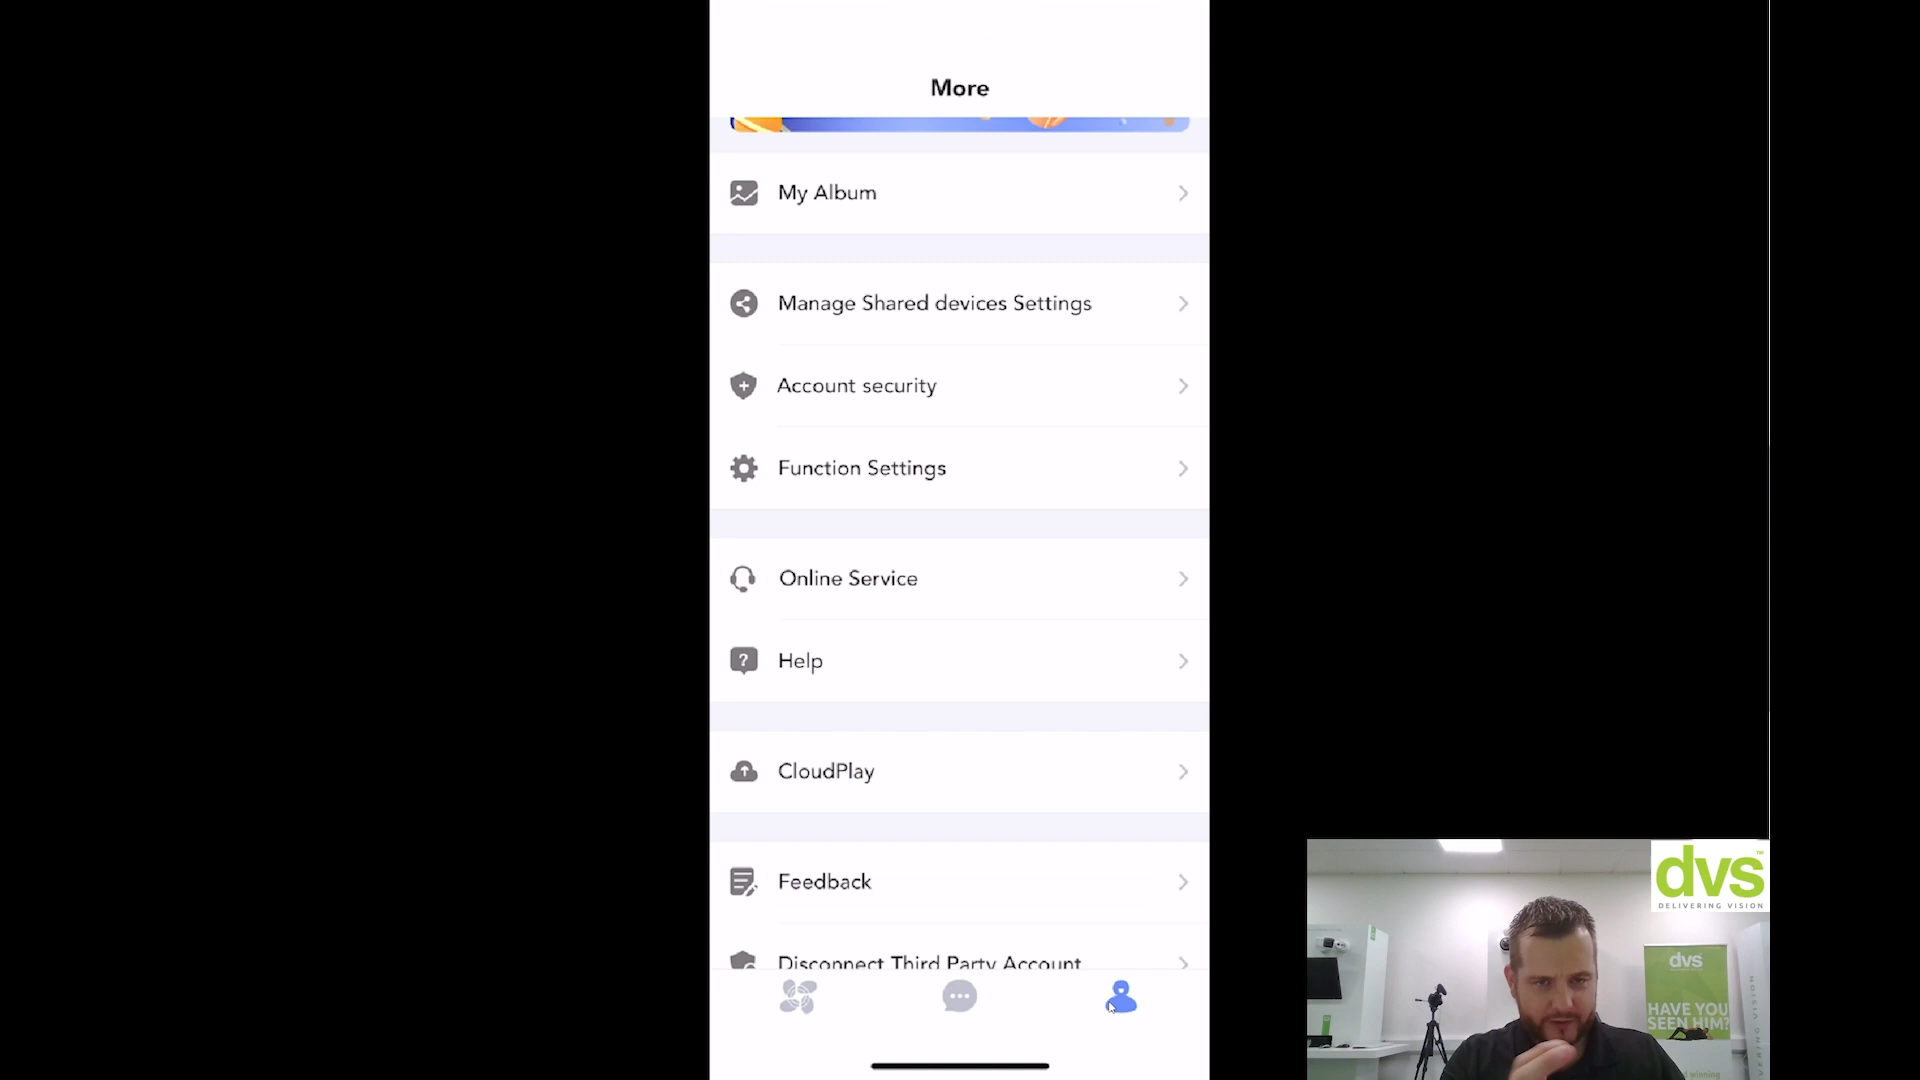 More
My Album
Manage Shared devices Settings
Account security
Function Settings
Online Service
Help
CloudPlay
Feedback
Disconnect Third Party Account
dvs™
DELIVERING VISION
dvs
HAVE YOU
SEEN HIM?